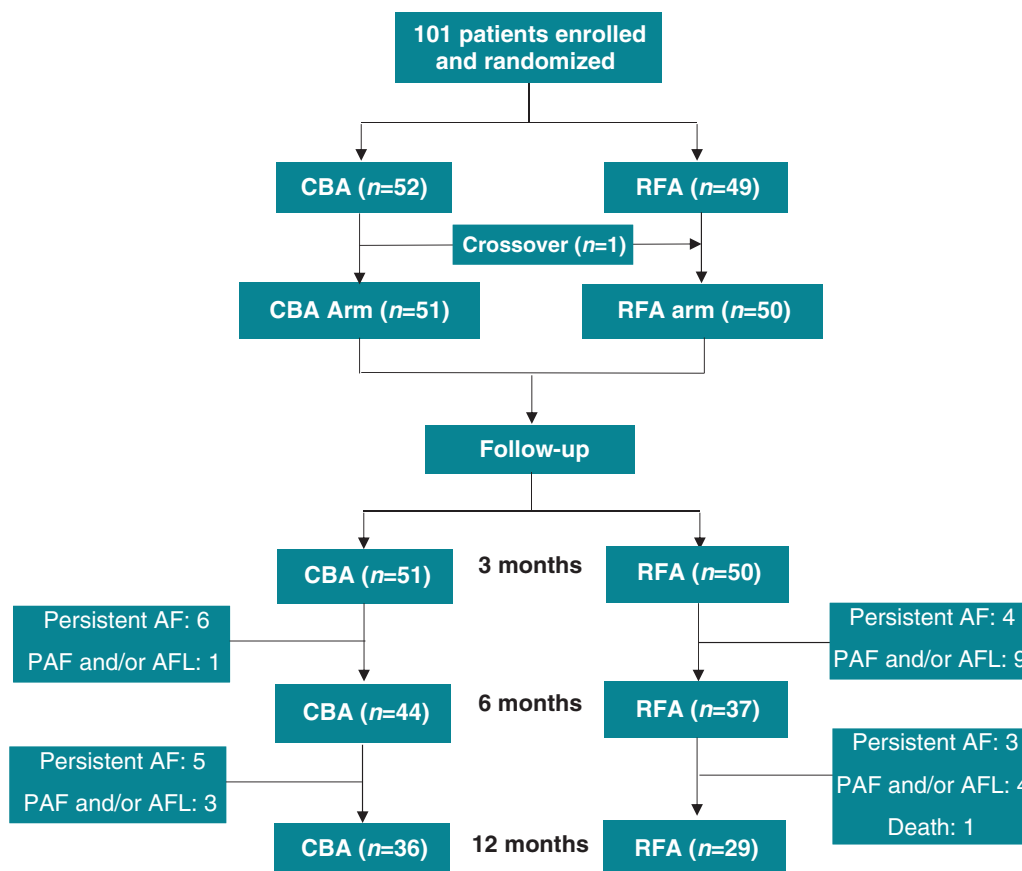 101 patients enrolled
and randomized
CBA (n=52)
RFA (n=49)
Crossover (n=1)
CBA Arm (n=51)
RFA arm (n=50)
Follow-up
CBA (n=51)
3 months
RFA (n=50)
Persistent AF: 6
PAF and/or AFL: 1
Persistent AF: 4
PAF and/or AFL: 9
CBA (n=44)
6 months
RFA (n=37)
Persistent AF: 5
PAF and/or AFL: 3
Persistent AF: 3
PAF and/or AFL: 4
Death: 1
CBA (n=36)
12 months
RFA (n=29)